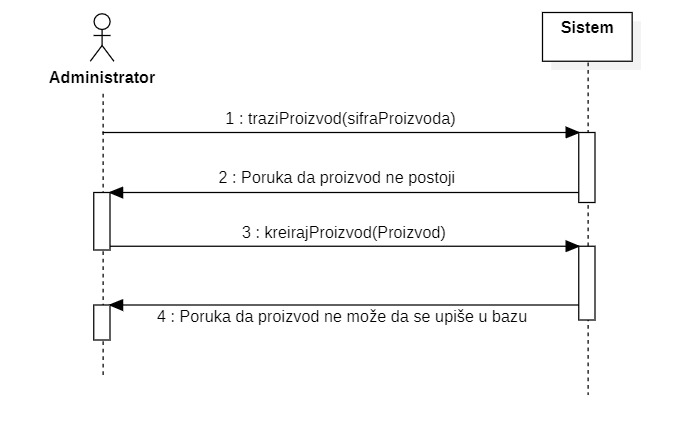 Sistem
Administrator
1 : traziProizvod(sifraProizvoda)
2 : Poruka da proizvod ne postoji
3 : kreirajProizvod(Proizvod)
4 : Poruka da proizvod ne može da se upiše u bazu